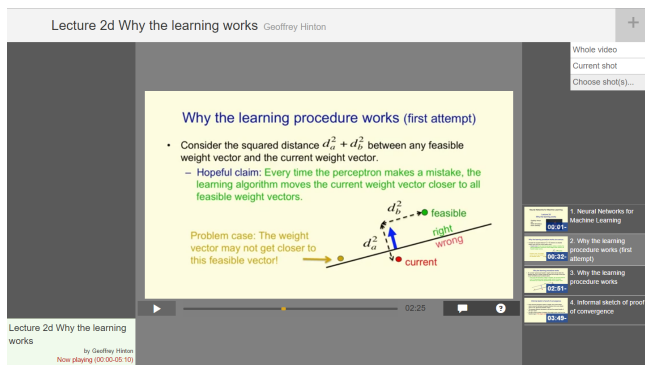 Lecture 2d Why the learning works Geoffrey Hinton
+
Whole video
Current shot
Choose shot(s)...
Why the learning procedure works (first attempt)
• Consider the squared distance d_a^2 + d_b^2 between any feasible
weight vector and the current weight vector.
– Hopeful claim: Every time the perceptron makes a mistake, the
learning algorithm moves the current weight vector closer to all
feasible weight vectors.
Problem case: The weight
vector may not get closer to
this feasible vector!
d_b^2
feasible
d_a^2
right
wrong
current
1. Neural Networks for
Machine Learning
00:01-
2. Why the learning
procedure works (first
attempt)
00:32-
3. Why the learning
procedure works
02:51-
4. Informal sketch of proof
of convergence
03:49-
02:25
?
Lecture 2d Why the learning
works
by Geoffrey Hinton
Now playing (00:00-05:10)